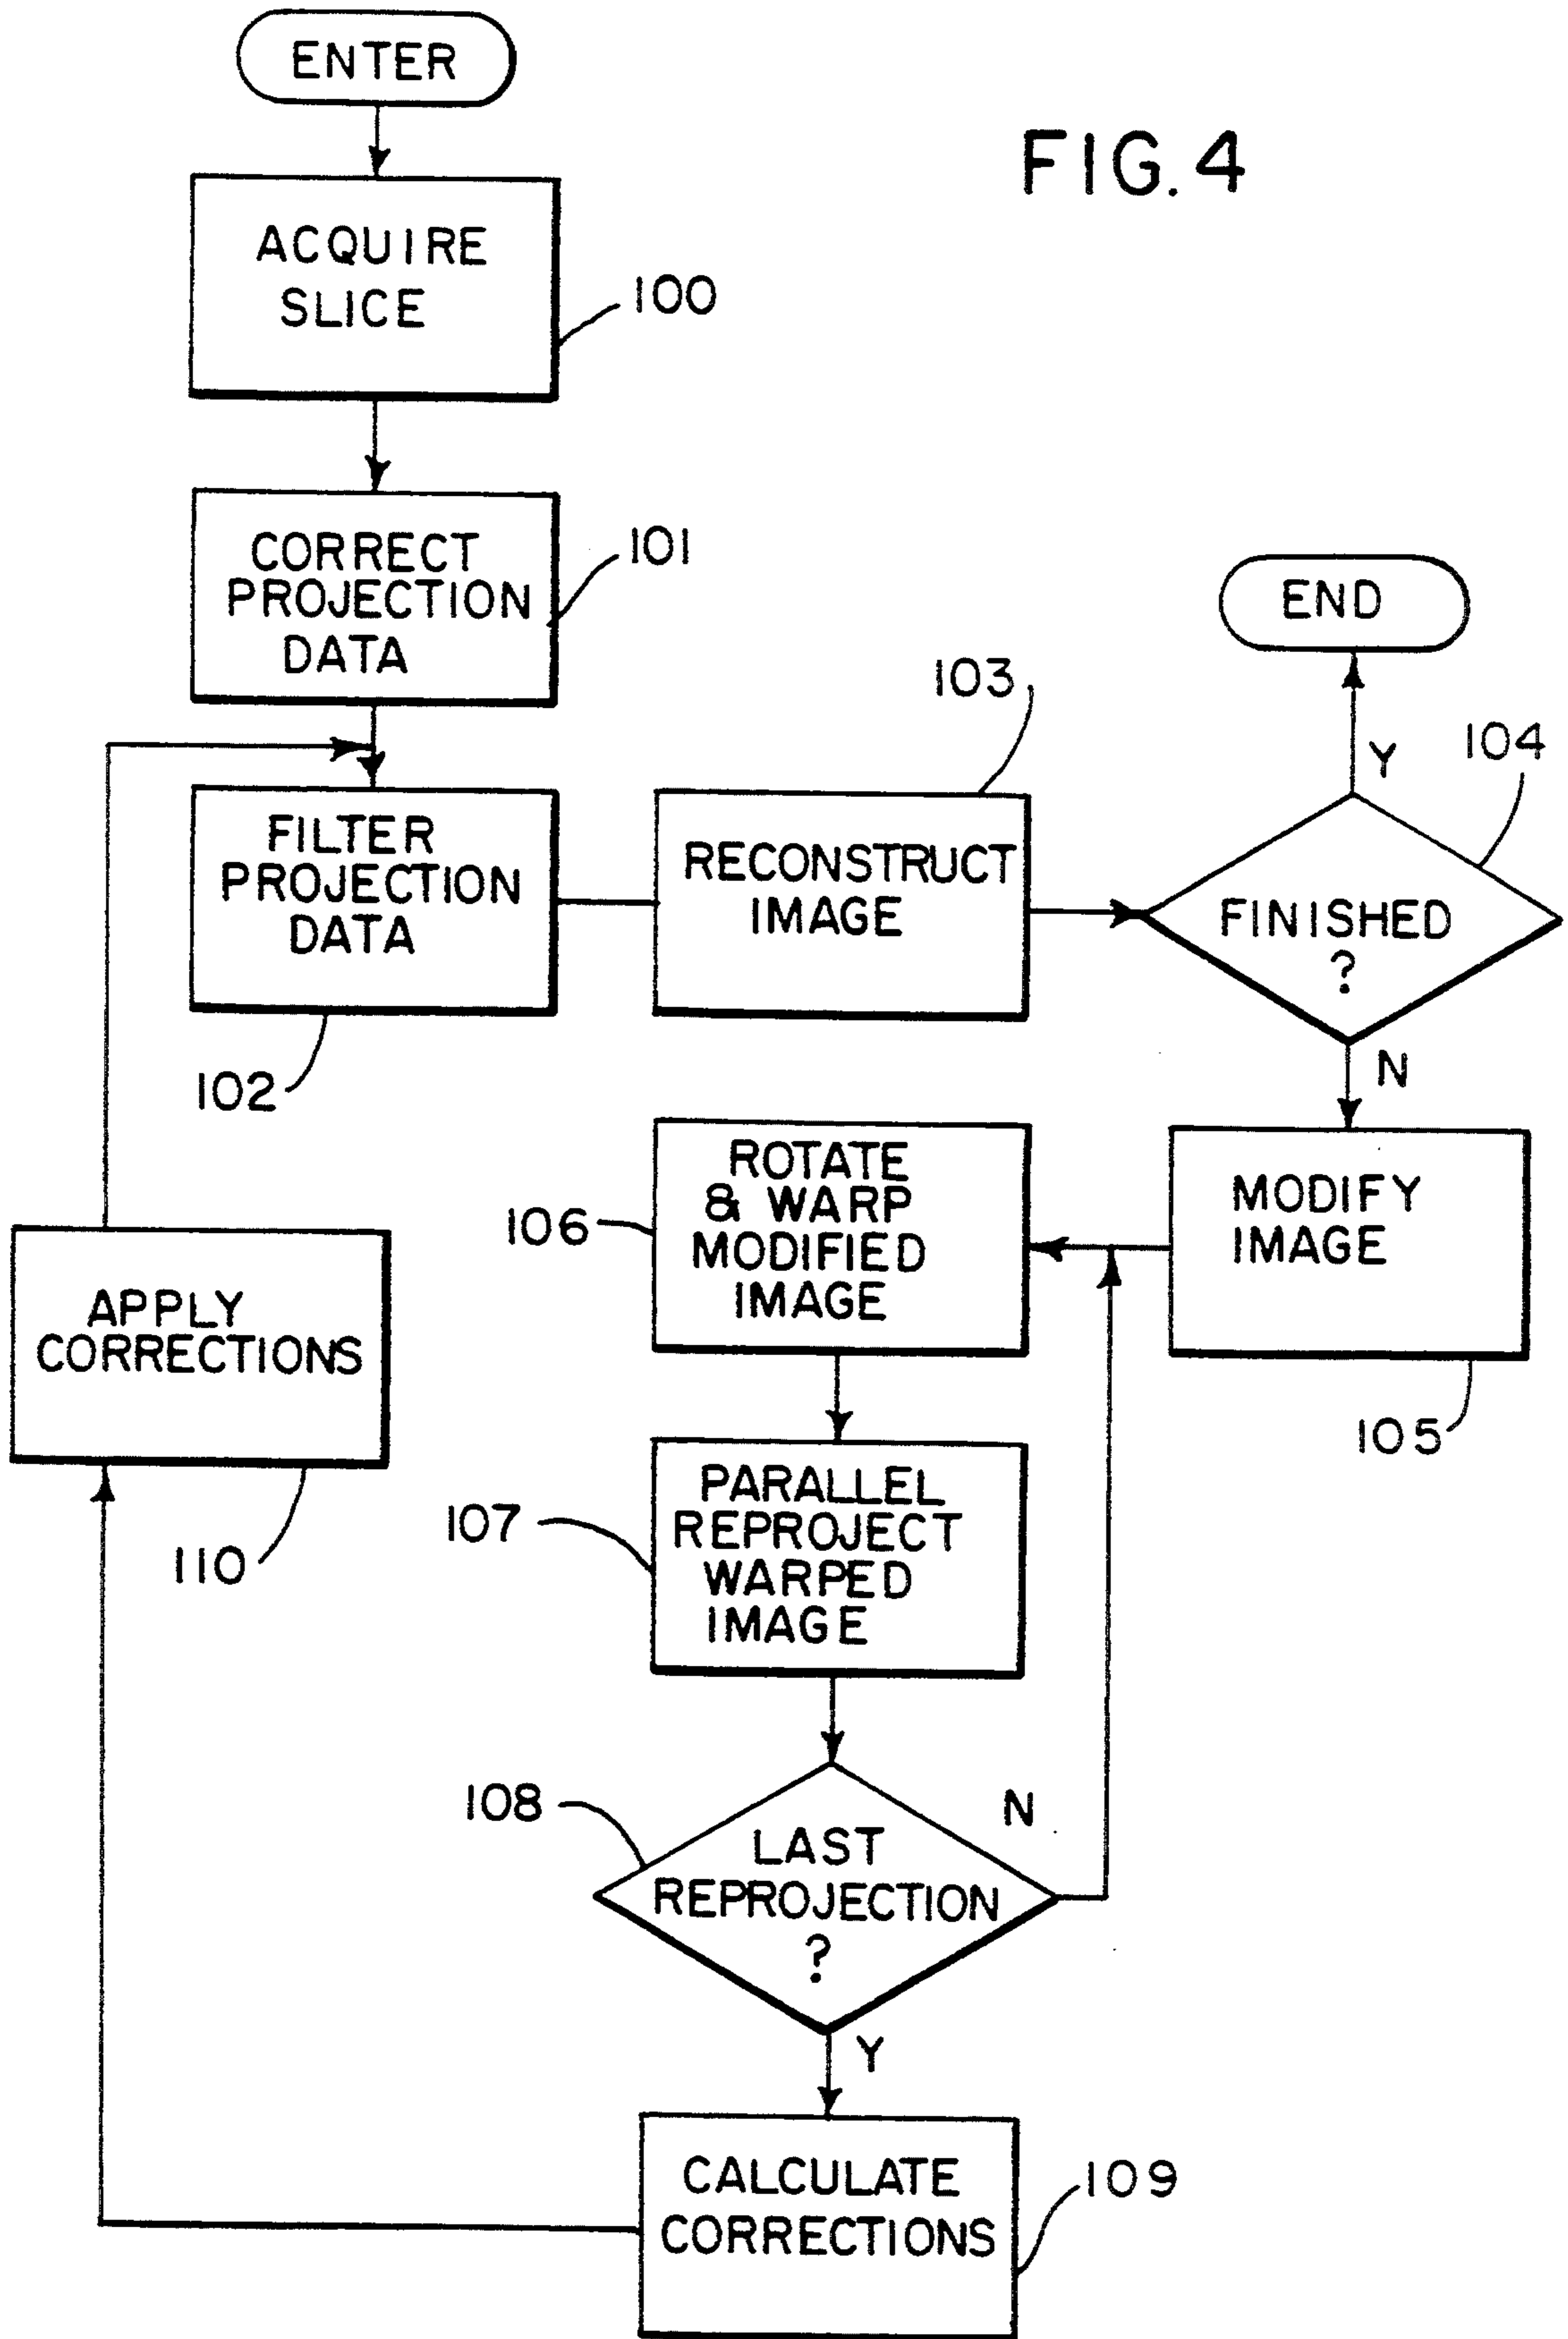 ENTER
FIG. 4
ACQUIRE
SLICE
100
CORRECT
PROJECTION
DATA
101
END
103
104
Y
FILTER
PROJECTION
DATA
RECONSTRUCT
IMAGE
FINISHED
?
102
N
ROTATE
& WARP
MODIFIED
IMAGE
106
MODIFY
IMAGE
105
APPLY
CORRECTIONS
110
PARALLEL
REPROJECT
WARPED
IMAGE
107
108
N
LAST
REPROJECTION
?
Y
CALCULATE
CORRECTIONS
109